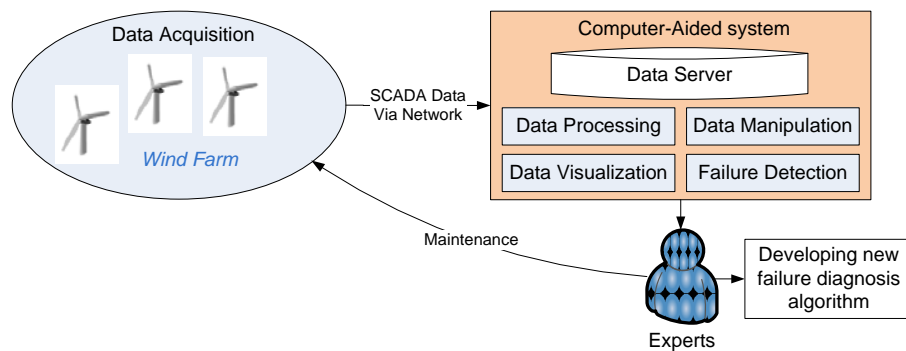 Data Acquisition
Wind Farm
SCADA Data
Via Network
Computer-Aided system
Data Server
Data Processing
Data Manipulation
Data Visualization
Failure Detection
Maintenance
Experts
Developing new
failure diagnosis
algorithm